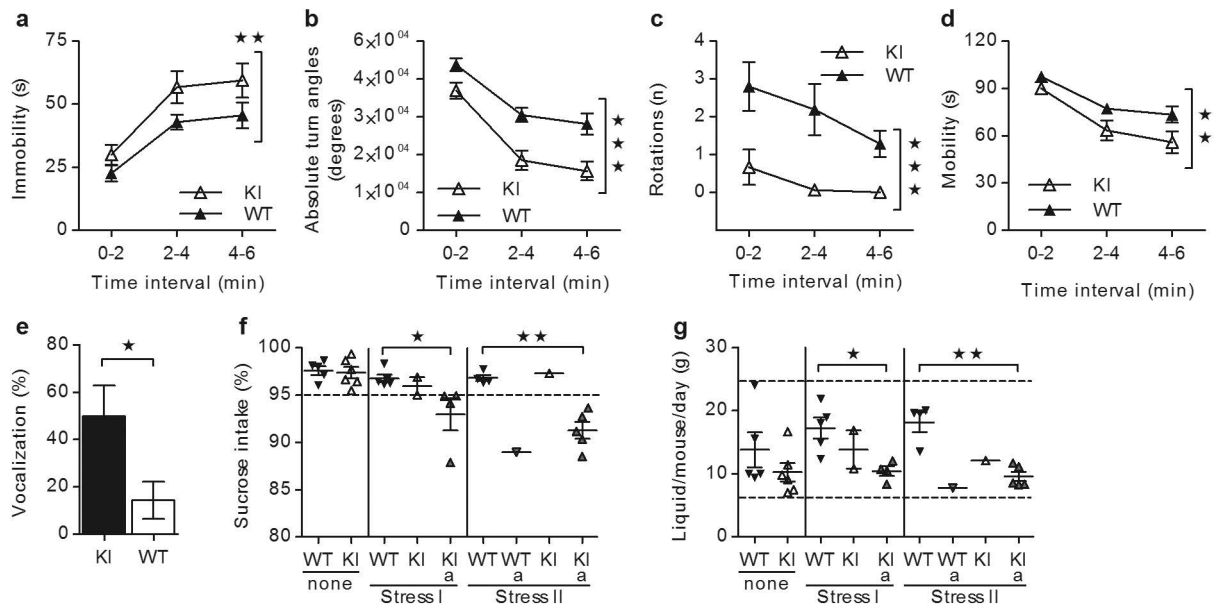 a
★★
75
50
25
0
Immobility (s)
KI
WT
0-2
2-4
4-6
Time interval (min)
b
6×10⁰⁴
4×10⁰⁴
3×10⁰⁴
1×10⁰⁴
0
Absolute turn angles
(degrees)
★
★
★
KI
WT
0-2
2-4
4-6
Time interval (min)
c
4
3
2
1
0
Rotations (n)
KI
WT
★
★
★
0-2
2-4
4-6
Time interval (min)
d
120
90
60
30
0
Mobility (s)
★
★
KI
WT
0-2
2-4
4-6
Time interval (min)
e
80
60
40
20
0
Vocalization (%)
★
KI
WT
f
100
95
90
85
80
Sucrose intake (%)
★
★★
WT KI WT KI KI WT WT KI KI
a a a
none
Stress I
Stress II
g
30
20
10
0
Liquid/mouse/day (g)
★
★★
WT KI WT KI KI WT WT KI KI
a a a
none
Stress I
Stress II